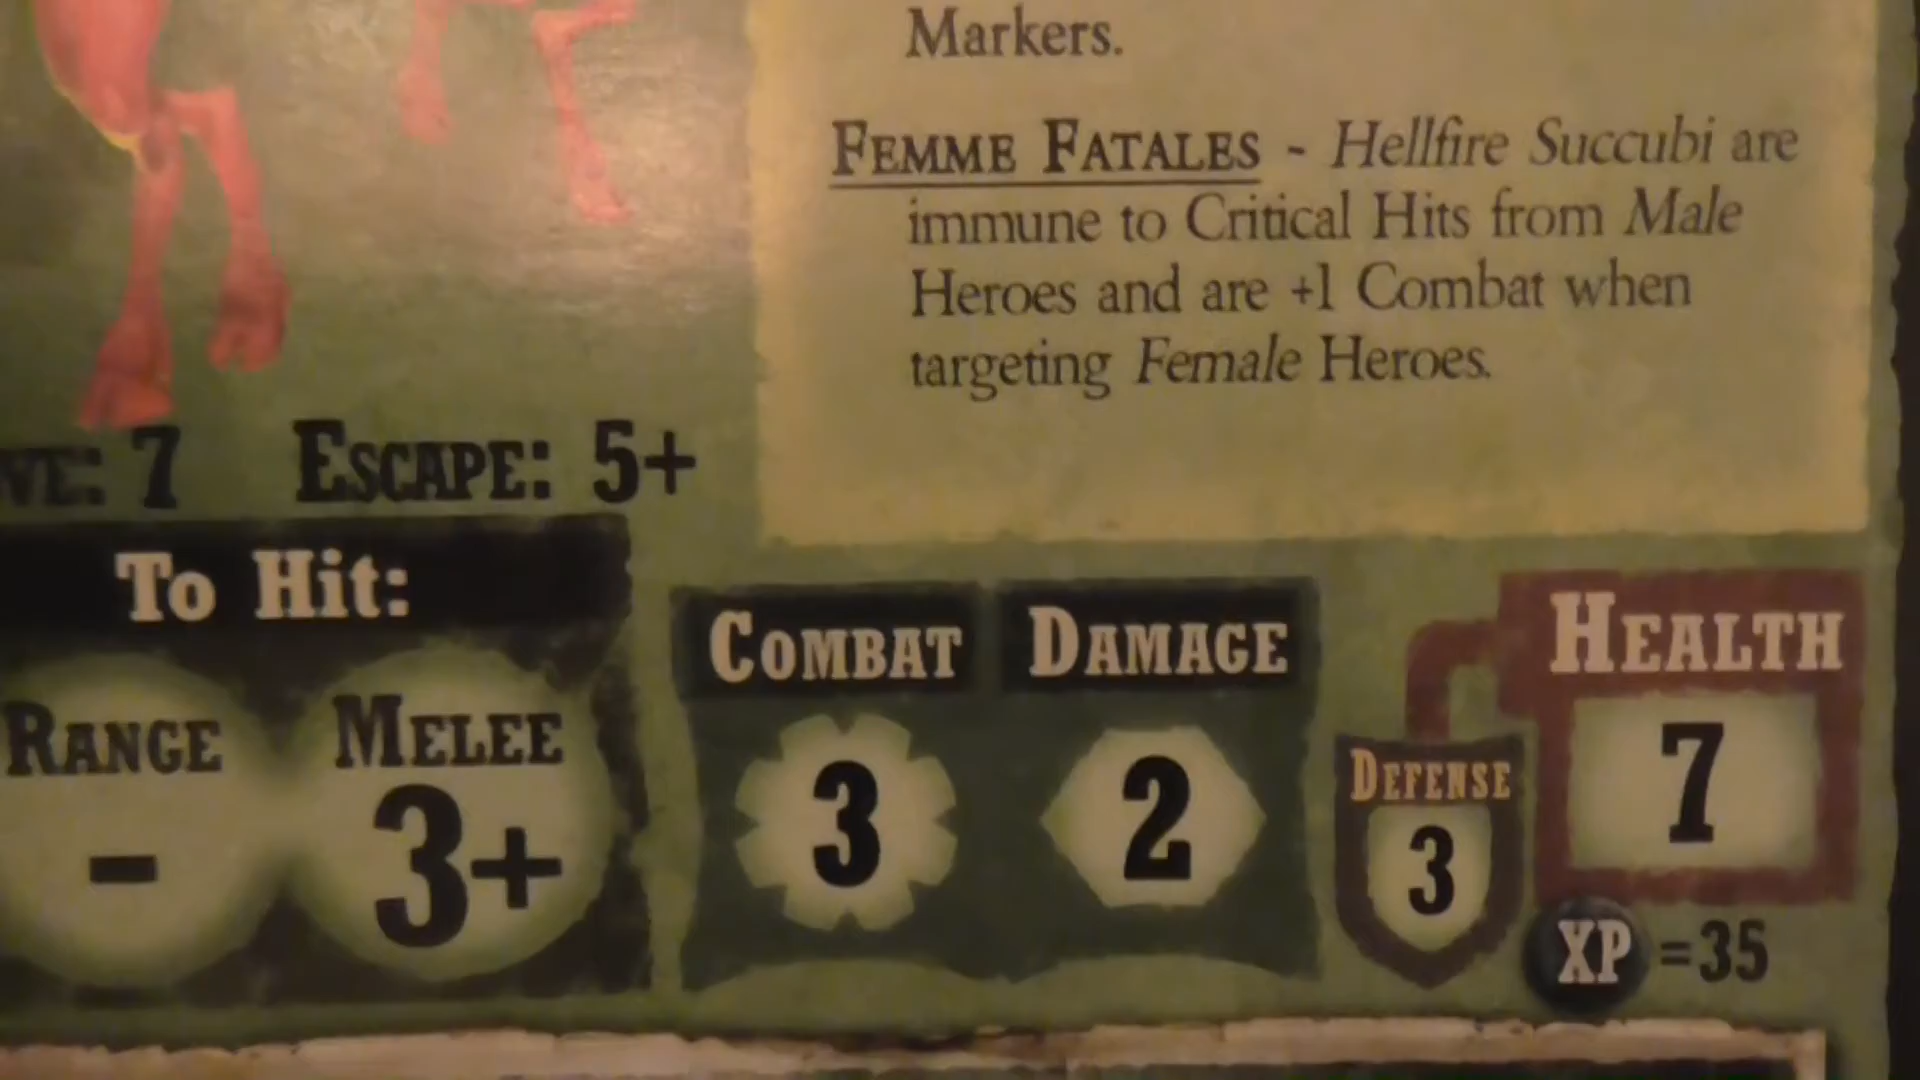 Markers.
FEMME FATALES - Hellfire Succubi are
immune to Critical Hits from Male
Heroes and are +1 Combat when
targeting Female Heroes.
7 ESCAPE: 5+
To Hit:
RANGE
-
MELEE
3+
COMBAT
3
DAMAGE
2
DEFENSE
3
HEALTH
7
XP =35